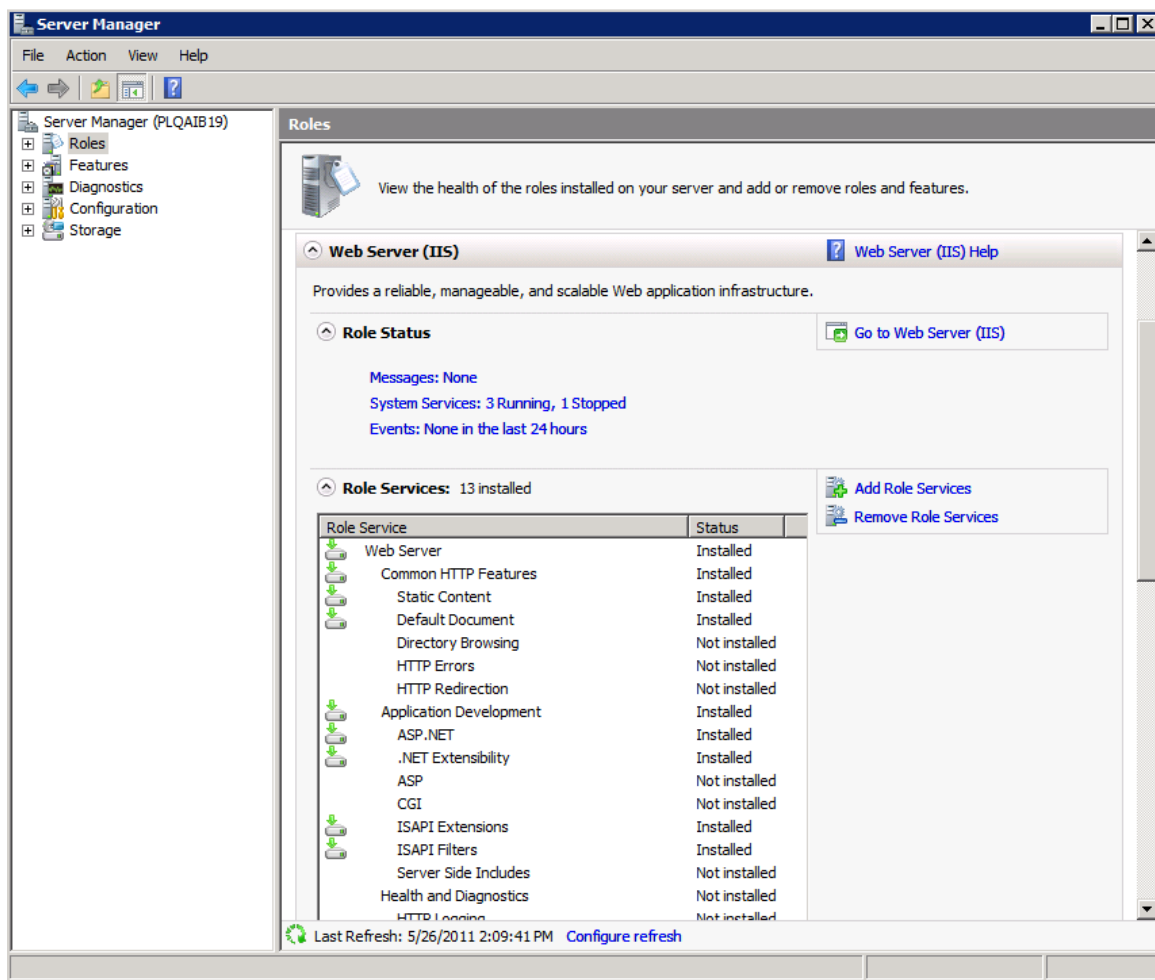 Server Manager
File Action View Help
Server Manager (PLQAIB19)
Roles
Features
Diagnostics
Configuration
Storage
Roles
View the health of the roles installed on your server and add or remove roles and features.
Web Server (IIS)
Web Server (IIS) Help
Provides a reliable, manageable, and scalable Web application infrastructure.
Role Status
Go to Web Server (IIS)
Messages: None
System Services: 3 Running, 1 Stopped
Events: None in the last 24 hours
Role Services: 13 installed
Add Role Services
Remove Role Services
Role Service Status
Web Server Installed
Common HTTP Features Installed
Static Content Installed
Default Document Installed
Directory Browsing Not installed
HTTP Errors Not installed
HTTP Redirection Not installed
Application Development Installed
ASP.NET Installed
.NET Extensibility Installed
ASP Not installed
CGI Not installed
ISAPI Extensions Installed
ISAPI Filters Installed
Server Side Includes Not installed
Health and Diagnostics Not installed
HTTP Logging Not installed
Last Refresh: 5/26/2011 2:09:41 PM Configure refresh